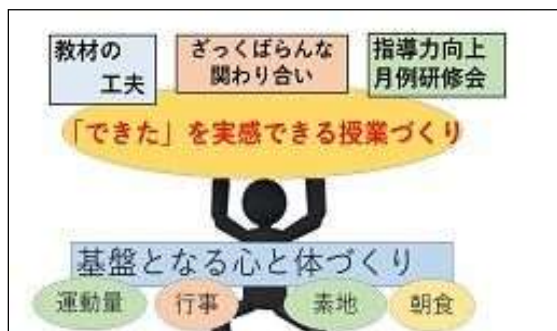 教材の
工夫
ざっくばらんな
関わり合い
指導力向上
月例研修会
「できた」を実感できる授業づくり
基盤となる心と体づくり
運動量
行事
素地
朝食